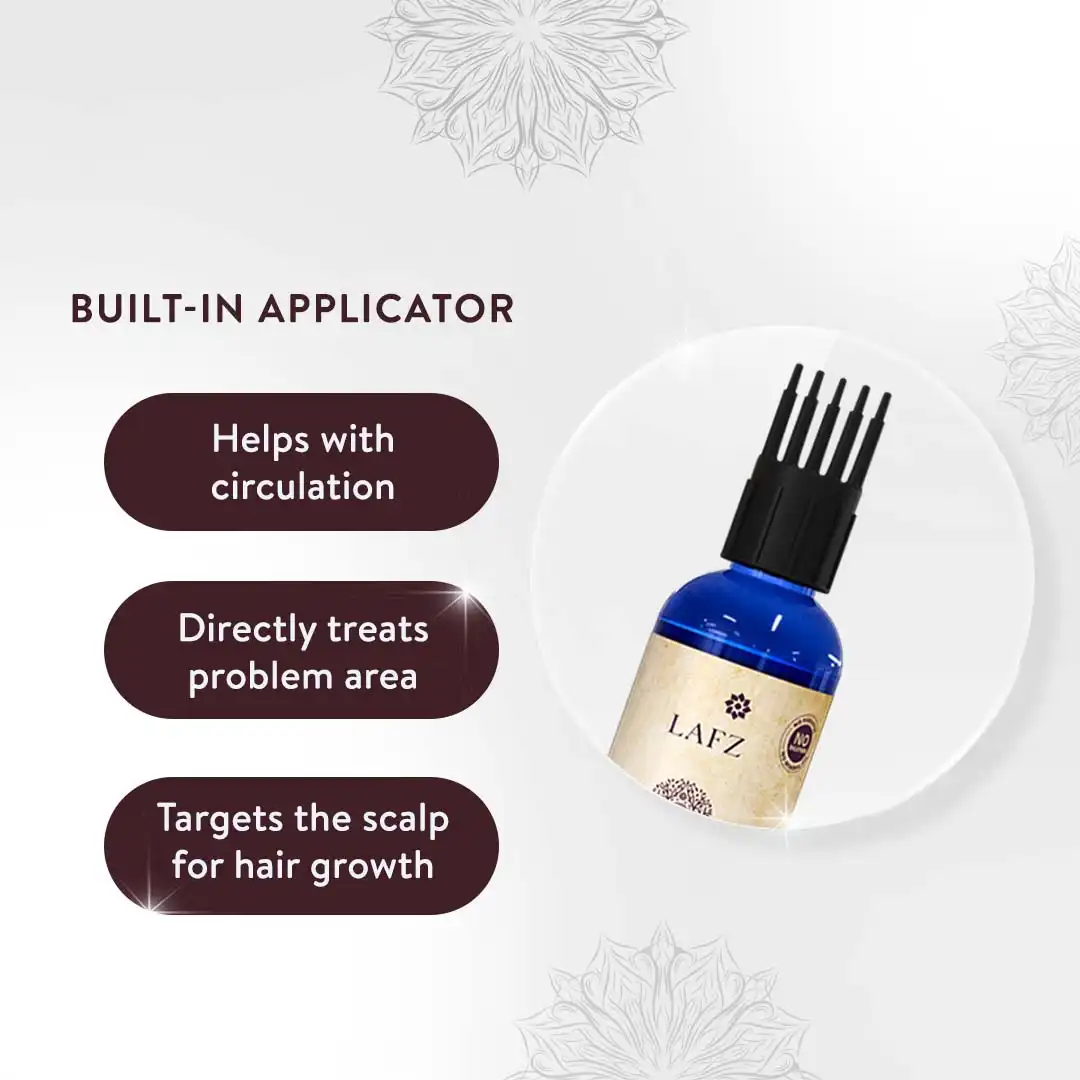 BUILT-IN APPLICATOR
Helps with
circulation
Directly treats
problem area
Targets the scalp
for hair growth
LAFZ
NO